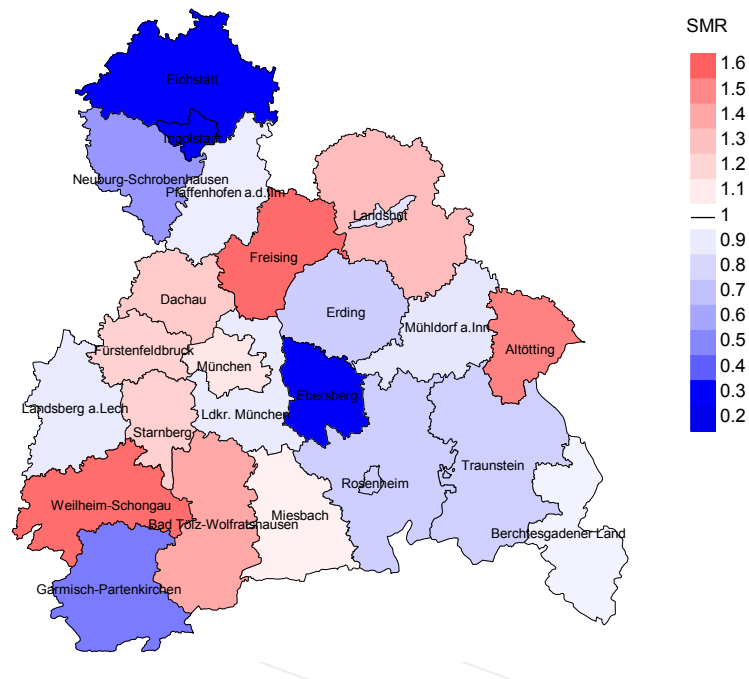 SMR
1.6
1.5
1.4
1.3
1.2
1.1
1
0.9
0.8
0.7
0.6
0.5
0.4
0.3
0.2
Eichstätt
Ingolstadt
Neuburg-Schrobenhausen
Pfaffenhofen a.d.Ilm
Landshut
Freising
Dachau
Erding
Mühldorf a.Inn
Altötting
Fürstenfeldbruck
München
Ebersberg
Landsberg a.Lech
Ldkr. München
Starnberg
Traunstein
Rosenheim
Weilheim-Schongau
Miesbach
Bad Tölz-Wolfratshausen
Berchtesgadener Land
Garmisch-Partenkirchen